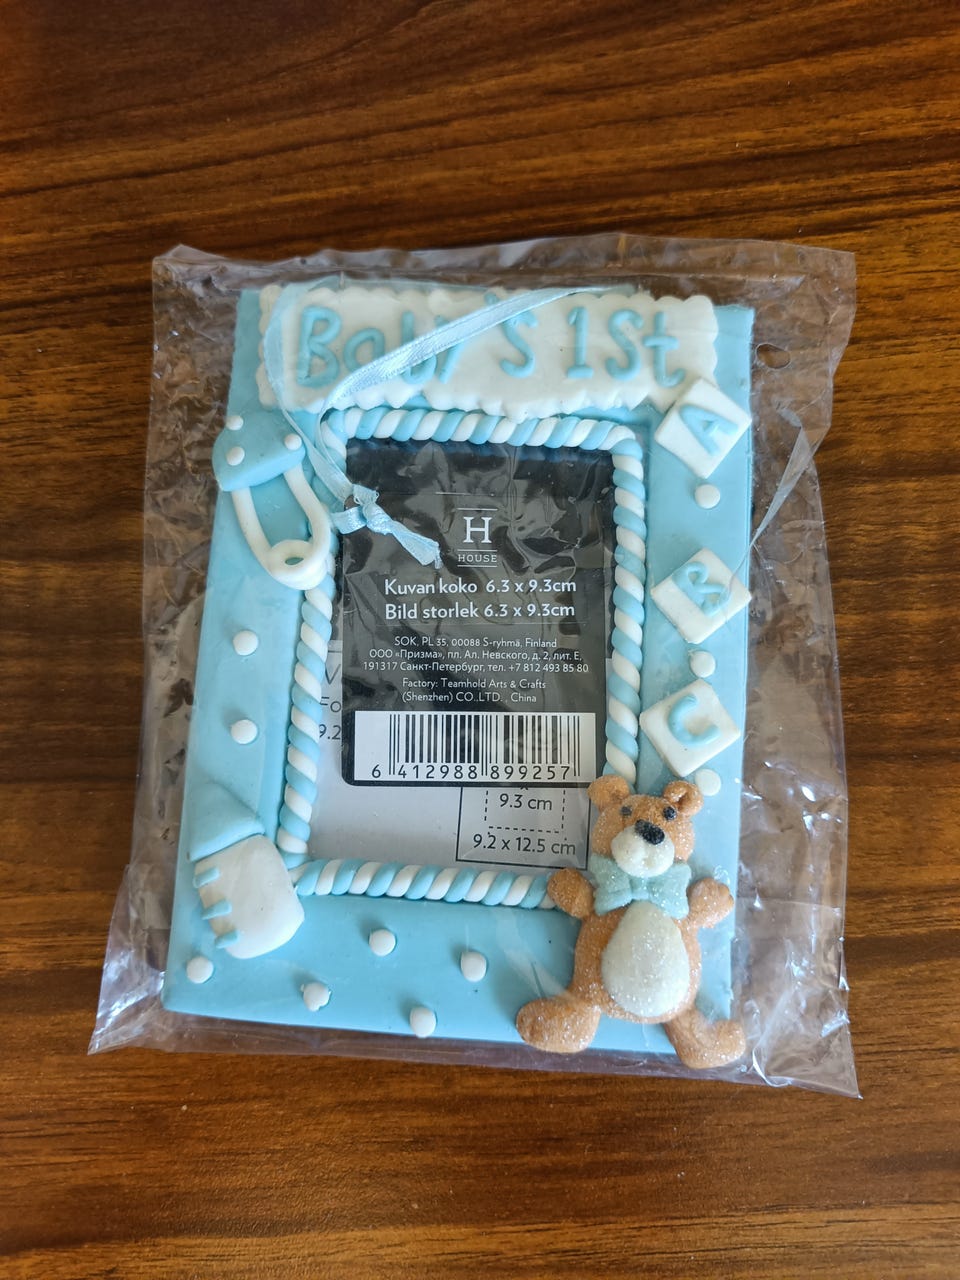 Baby's 1St
A
B
C
H
HOUSE
Kuvan koko 6.3 x 9.3cm
Bild storlek 6.3 x 9.3cm
SOK, PL 35, 00088 S-ryhmä, Finland
ООО «Призма», пл. Ал. Невского, д. 2, лит. Е,
191317 Санкт-Петербург, тел. +7 812 493 85 80
Factory: Teamhold Arts & Crafts
(Shenzhen) CO.,LTD. . China
6 412988 899257
9.3 cm
9.2 x 12.5 cm